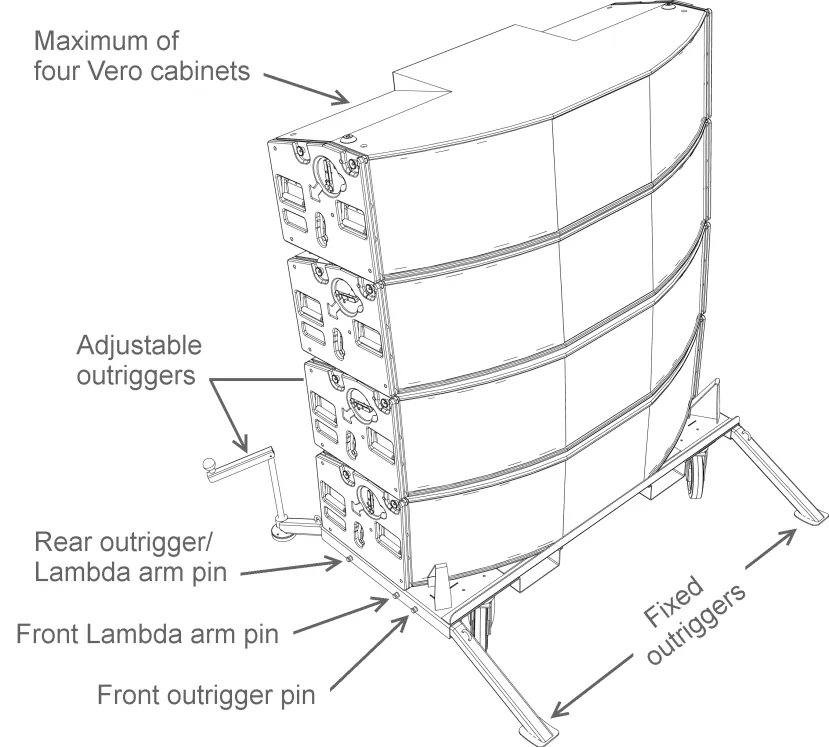 Maximum of
four Vero cabinets
Adjustable
outriggers
Rear outrigger/
Lambda arm pin
Front Lambda arm pin
Front outrigger pin
Fixed
outriggers